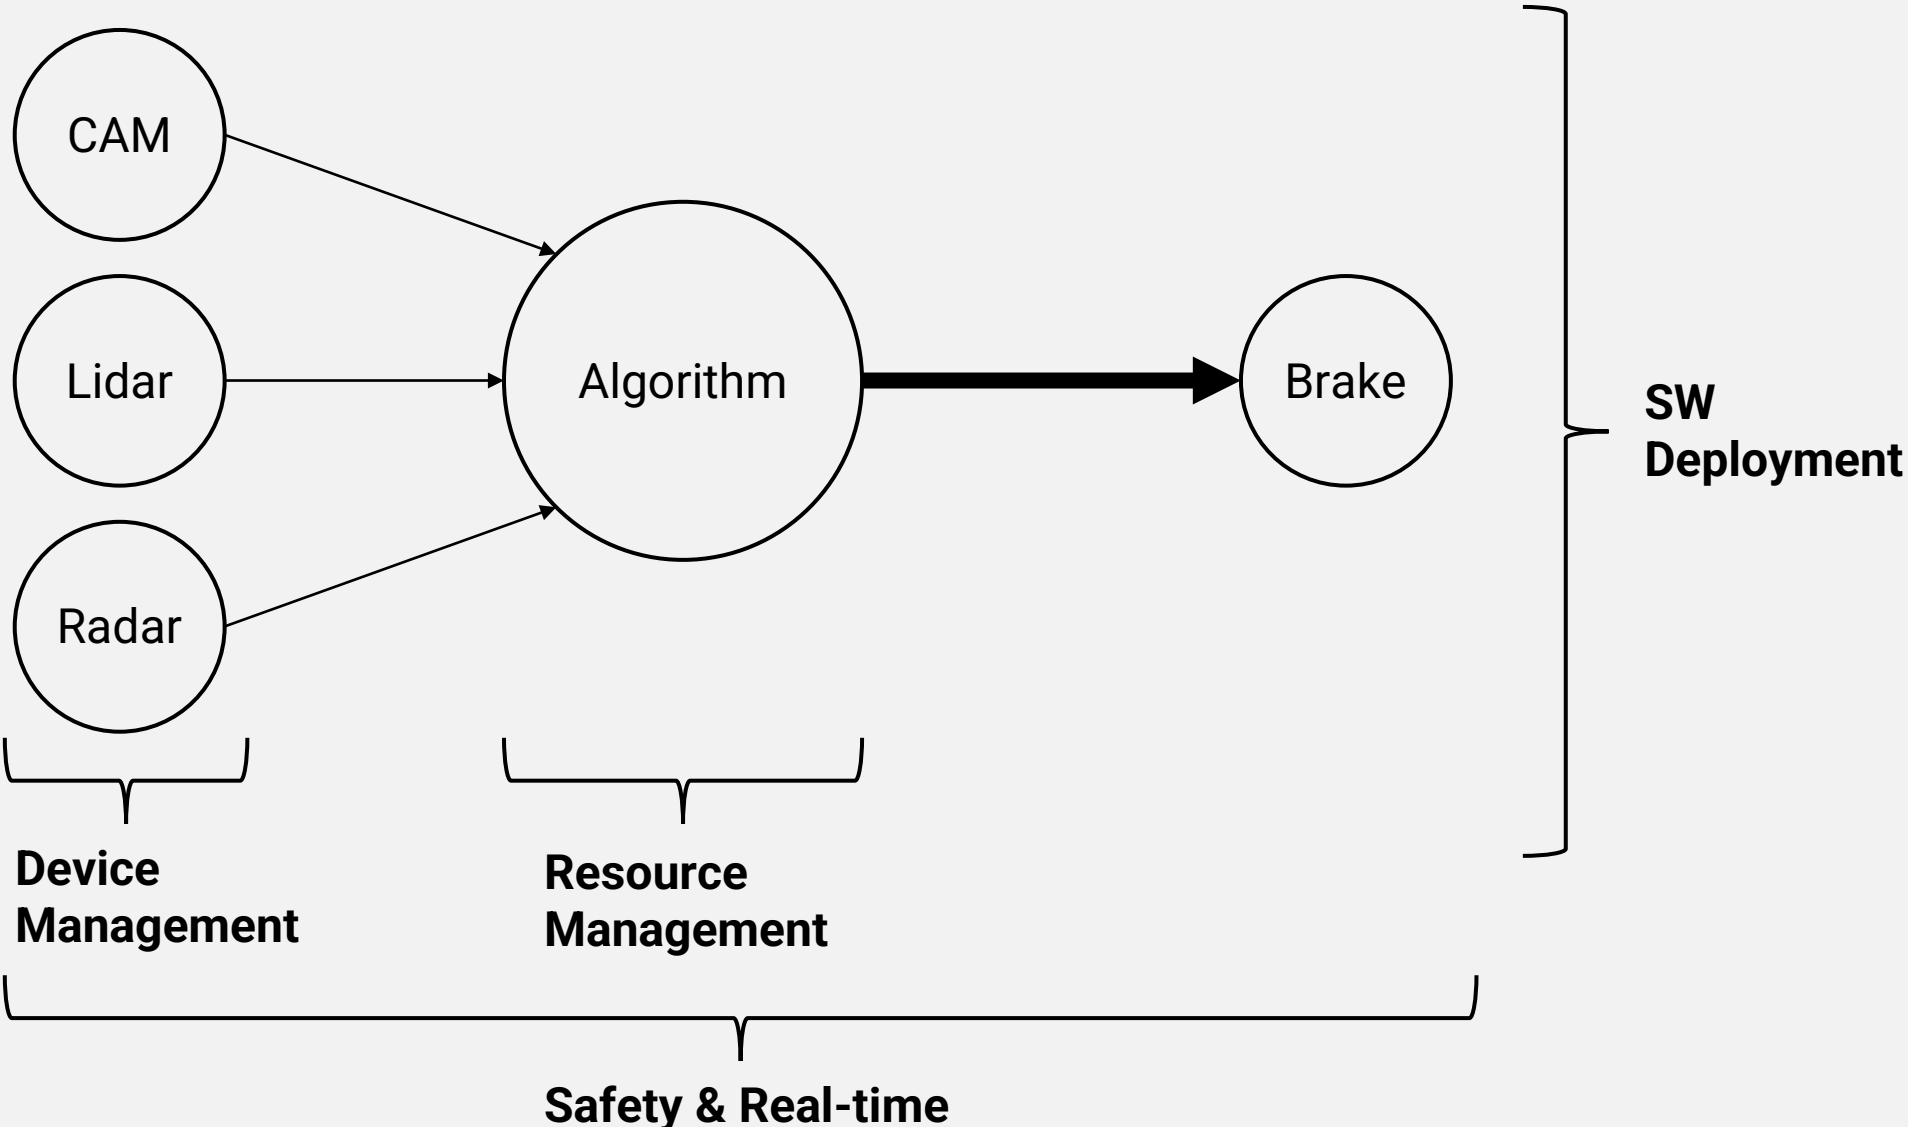 CAM
Lidar
Algorithm
Brake
Radar
SW
Deployment
Device
Management
Resource
Management
Safety & Real-time